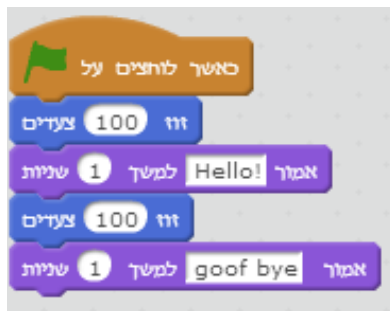 כאשר לוחצים על
זוז 100 צעדים
אמור Hello! למשך 1 שניות
זוז 100 צעדים
אמור goof bye למשך 1 שניות